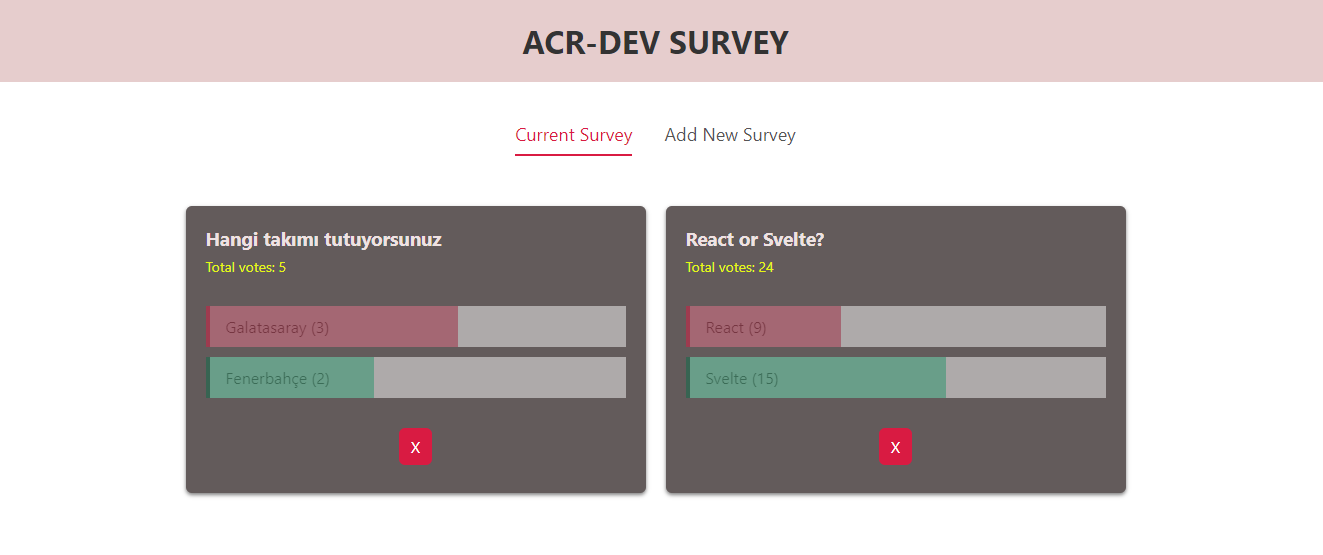 ACR-DEV SURVEY
Current Survey Add New Survey
Hangi takımı tutuyorsunuz
Total votes: 5
Galatasaray (3)
Fenerbahçe (2)
X
React or Svelte?
Total votes: 24
React (9)
Svelte (15)
X